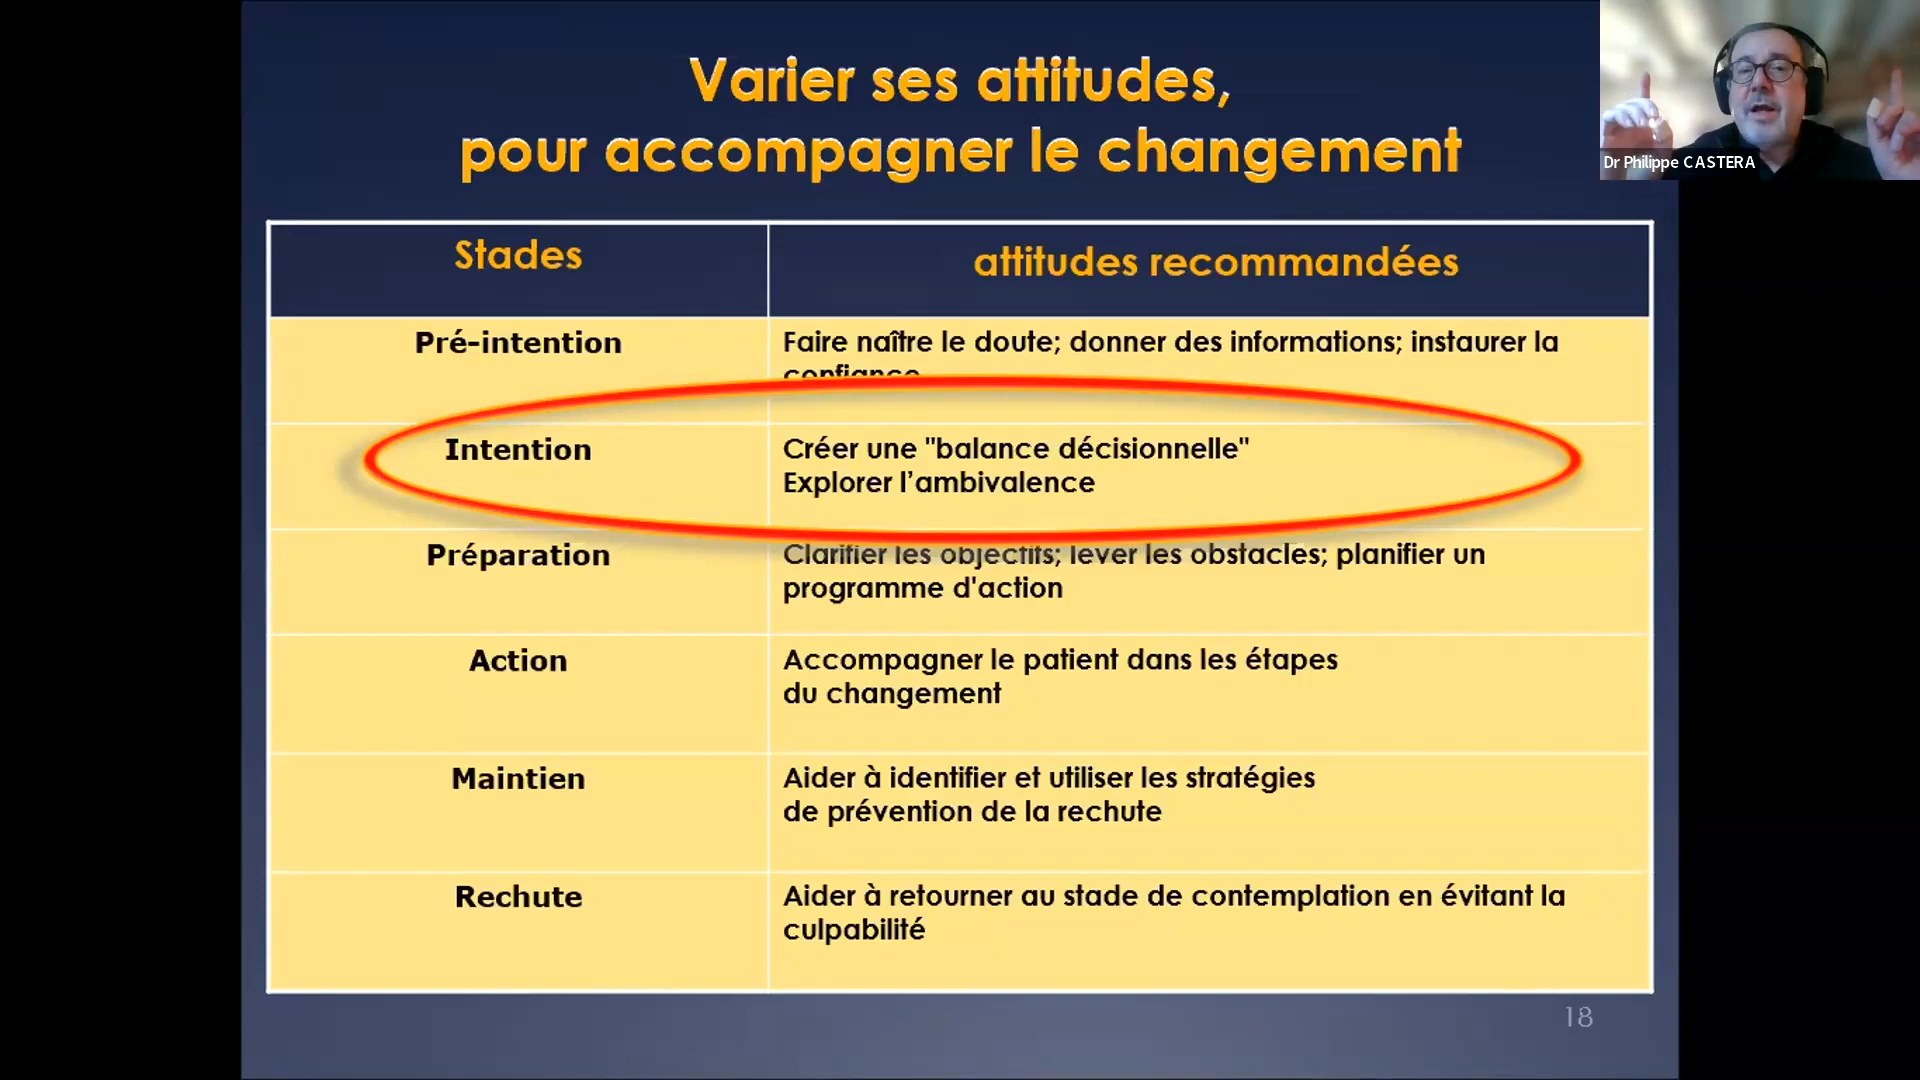 Varier ses attitudes,
pour accompagner le changement
Dr Philippe CASTERA
Stades
attitudes recommandées
Pré-intention
Faire naître le doute; donner des informations; instaurer la
confiance
Intention
Créer une "balance décisionnelle"
Explorer l’ambivalence
Préparation
Clarifier les objectifs; lever les obstacles; planifier un
programme d'action
Action
Accompagner le patient dans les étapes
du changement
Maintien
Aider à identifier et utiliser les stratégies
de prévention de la rechute
Rechute
Aider à retourner au stade de contemplation en évitant la
culpabilité
18